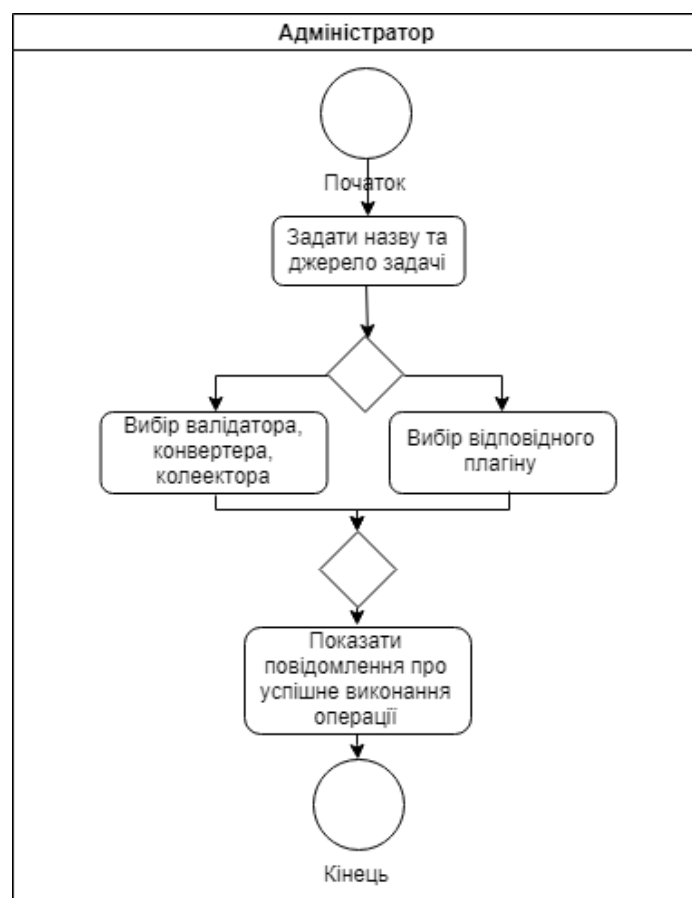 Адміністратор
Початок
Задати назву та
джерело задачі
Вибір валідатора,
конвертера,
колеектора
Вибір відповідного
плагіну
Показати
повідомлення про
успішне виконання
операції
Кінець